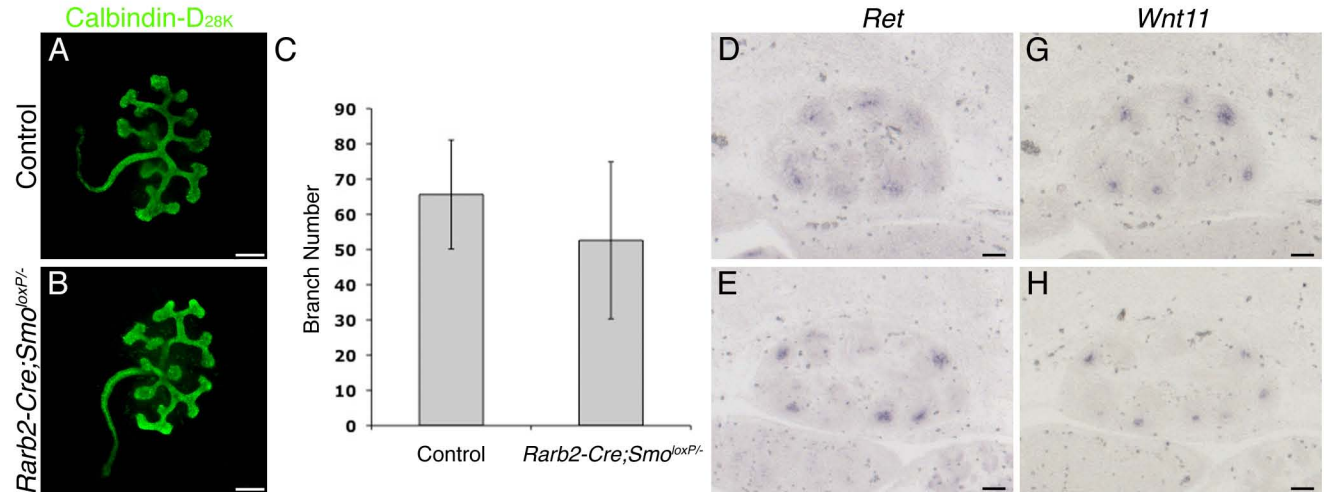 Calbindin-D28K
Ret
Wnt11
A
C
D
G
Control
90
80
70
60
50
40
30
20
10
0
Branch Number
Control
Rarb2-Cre;SmoloxP/-
B
E
H
Rarb2-Cre;SmoloxP/-